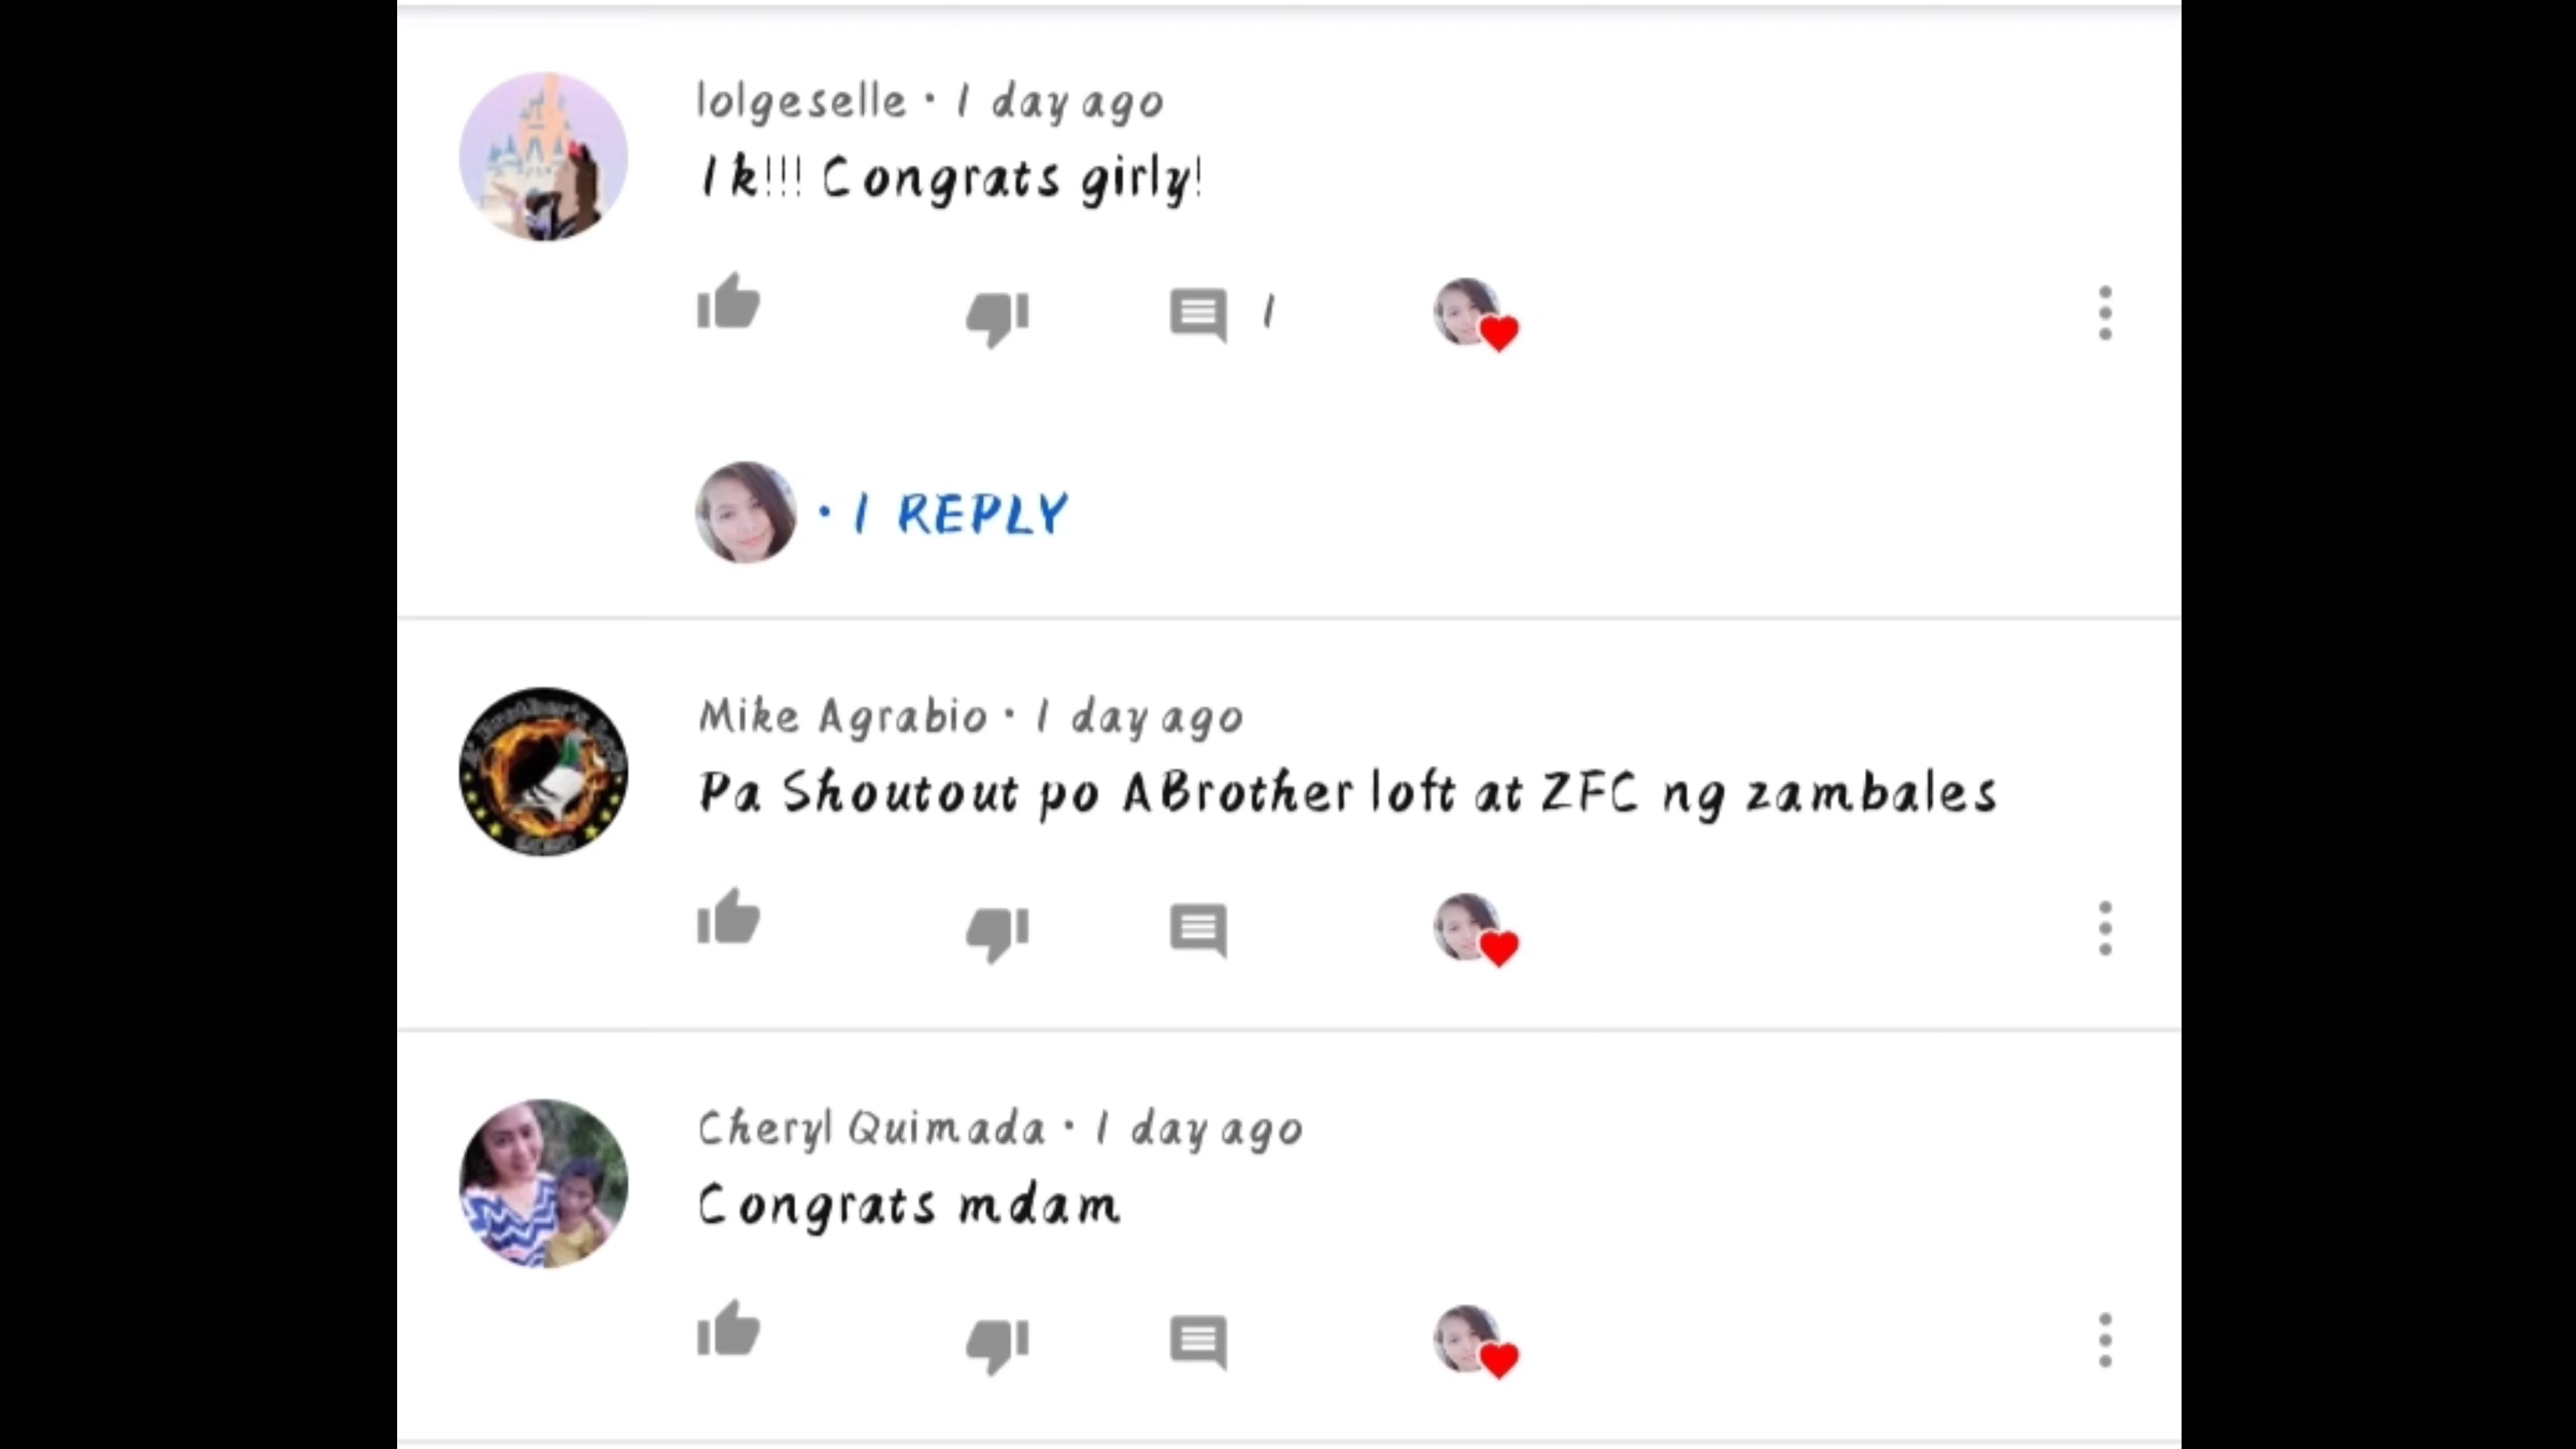 lolgeselle • 1 day ago
1k!!! Congrats girly!
1
• 1 REPLY
Mike Agrabio • 1 day ago
Pa Shoutout po ABrother loft at ZFC ng zambales
Cheryl Quimada • 1 day ago
Congrats mdam